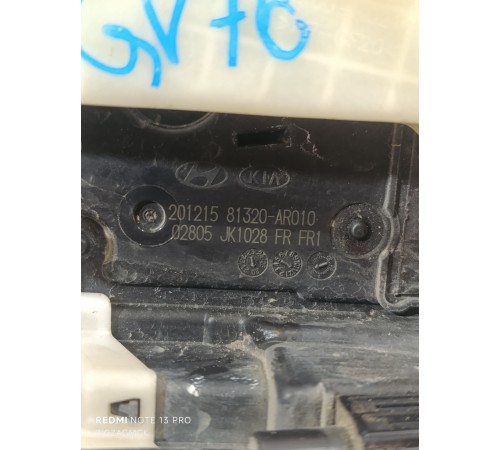 GV70
KIA
201215 81320-AR010
02805 JK1028 FR FR1
REDMI NOTE 13 PRO